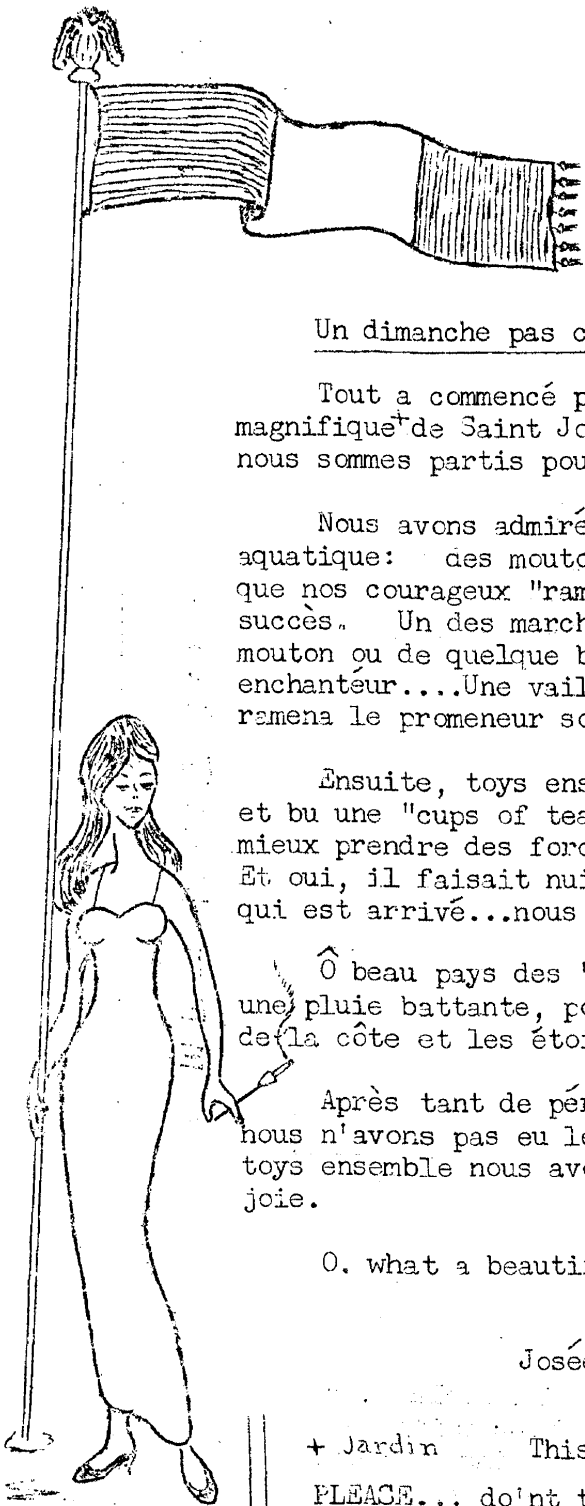 Un dimanche pas c
Tout a commencé p
magnifique+de Saint Jo
nous sommes partis pou
Nous avons admiré
aquatique: des mouto
que nos courageux "ram
succès. Un des march
mouton ou de quelque b
enchantéur....Une vail
ramena le promeneur so
Ensuite, toys ens
et bu une "cups of tea
mieux prendre des forc
Et oui, il faisait nui
qui est arrivé...nous
Ô beau pays des "
une pluie battante, po
de la côte et les étoi
Après tant de pér
nous n'avons pas eu le
toys ensemble nous ave
joie.
O. what a beautif
Josée
+ Jardin This
PLEASE... do'nt t